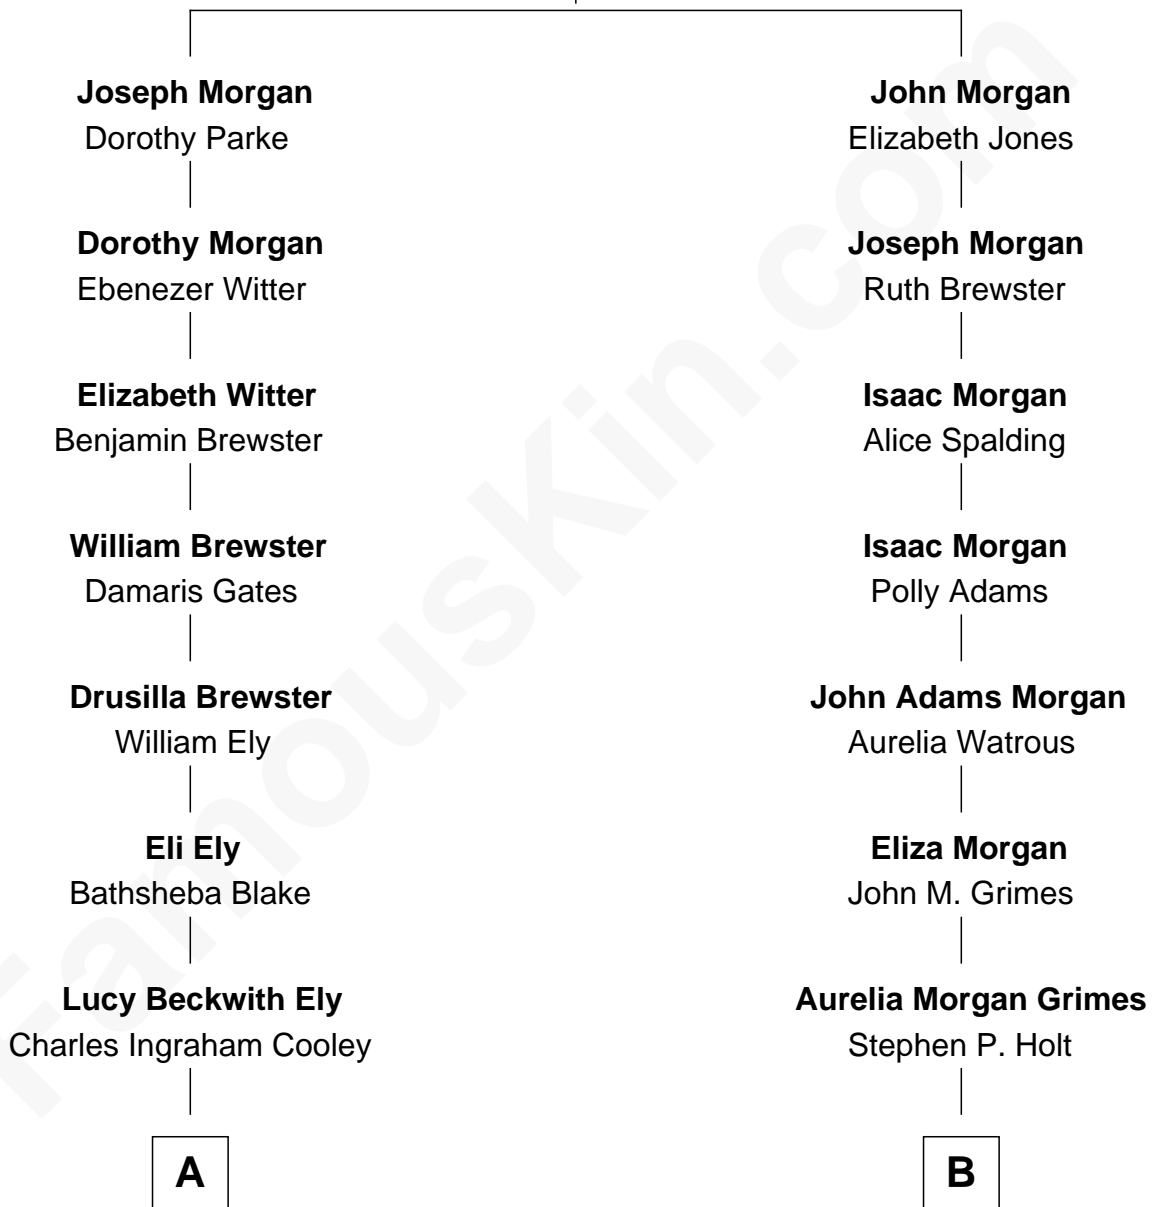 Joseph Morgan
Dorothy Parke
Dorothy Morgan
Ebenezer Witter
Elizabeth Witter
Benjamin Brewster
William Brewster
Damaris Gates
Drusilla Brewster
William Ely
Eli Ely
Bathsheba Blake
Lucy Beckwith Ely
Charles Ingraham Cooley
A
John Morgan
Elizabeth Jones
Joseph Morgan
Ruth Brewster
Isaac Morgan
Alice Spalding
Isaac Morgan
Polly Adams
John Adams Morgan
Aurelia Watrous
Eliza Morgan
John M. Grimes
Aurelia Morgan Grimes
Stephen P. Holt
B
FamousKin.com